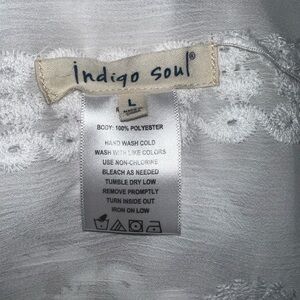 indigo soul®
L
BODY: 100% POLYESTER
HAND WASH COLD
WASH WITH LIKE COLORS
USE NON-CHLORIKE
BLEACH AS NEEDED
TUMBLE DRY LOW
REMOVE PROMPTLY
TURN INSIDE OUT
IRON ON LOW